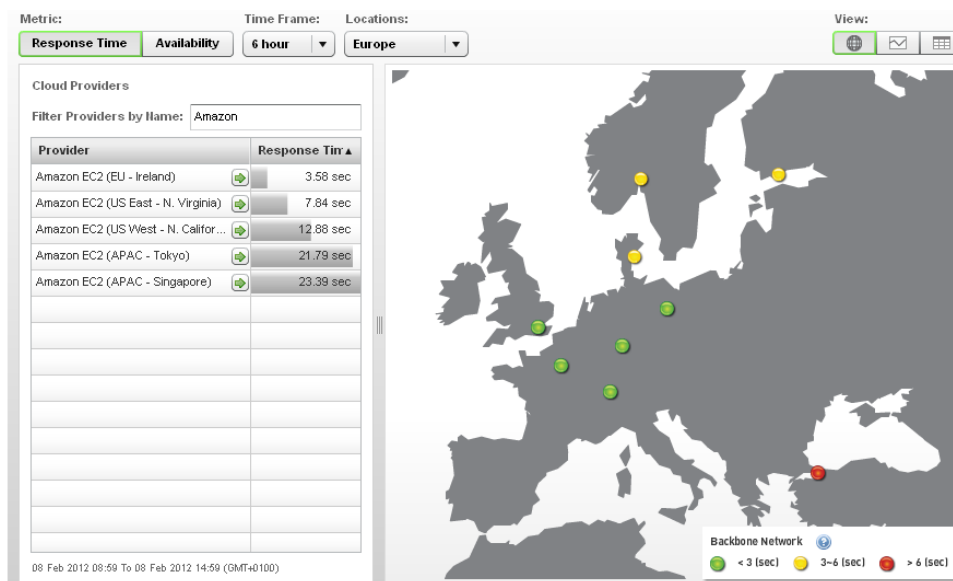 Metric: Time Frame: Locations: View:
Response Time Availability 6 hour Europe
Cloud Providers
Filter Providers by Name: Amazon
Provider Response Tim
Amazon EC2 (EU - Ireland) 3.58 sec
Amazon EC2 (US East - N. Virginia) 7.84 sec
Amazon EC2 (US West - N. Califor... 12.88 sec
Amazon EC2 (APAC - Tokyo) 21.79 sec
Amazon EC2 (APAC - Singapore) 23.39 sec
Backbone Network ?
< 3 (sec) 3~6 (sec) > 6 (sec)
08 Feb 2012 08:59 To 08 Feb 2012 14:59 (GMT+0100)